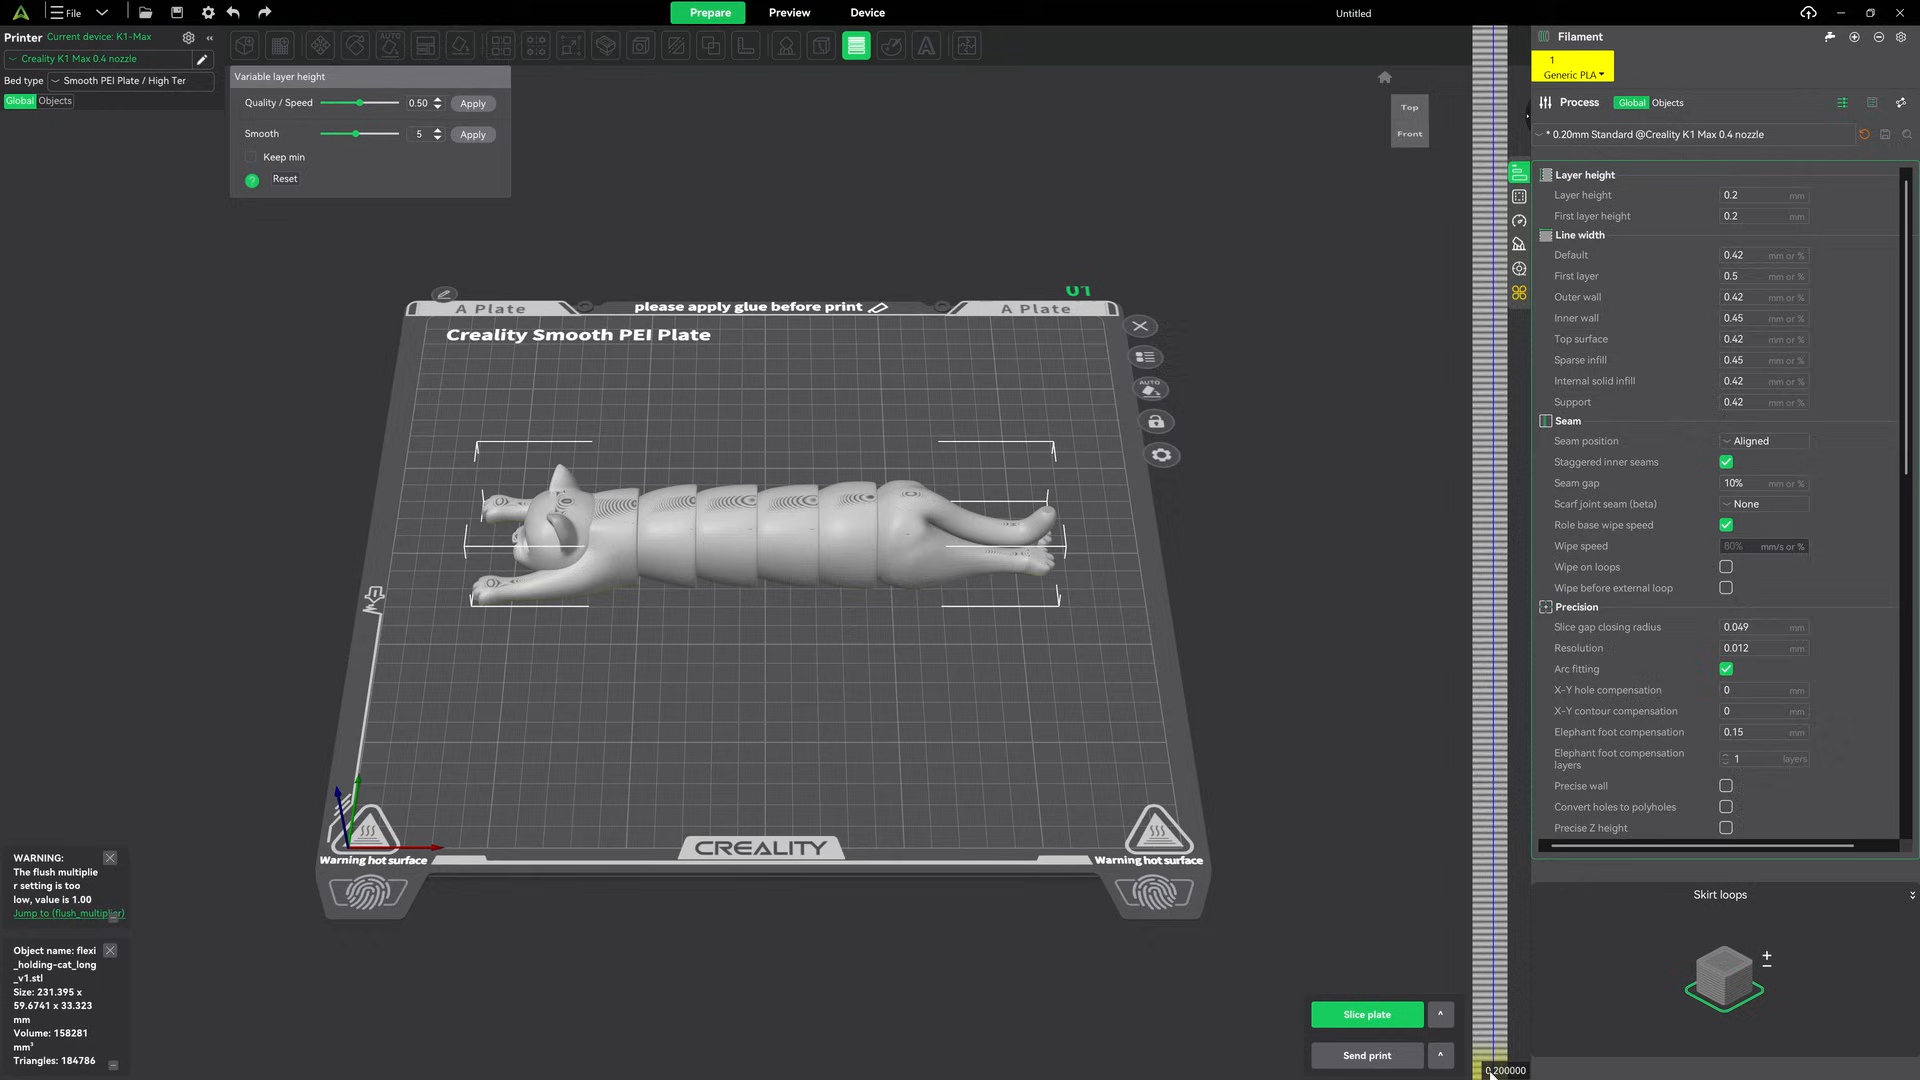 File
Prepare
Preview
Device
Untitled
Printer
Current device: K1-Max
Creality K1 Max 0.4 nozzle
Bed type
Smooth PEI Plate / High Ter
Global
Objects
Variable layer height
Quality / Speed
0.50
Apply
Smooth
5
Apply
Keep min
?
Reset
Top
Front
AUTO
01
A Plate
please apply glue before print
A Plate
Creality Smooth PEI Plate
AUTO
CREALITY
Warning hot surface
Warning hot surface
WARNING:
The flush multiplie
r setting is too
low, value is 1.00
Jump to (flush_multiplier)
Object name: flexi
_holding-cat_long
_v1.stl
Size: 231.395 x
59.6741 x 33.323
mm
Volume: 158281
mm³
Triangles: 184786
Slice plate
Send print
0.200000
Filament
1
Generic PLA
Process
Global
Objects
* 0.20mm Standard @Creality K1 Max 0.4 nozzle
Layer height
Layer height 0.2 mm
First layer height 0.2 mm
Line width
Default 0.42 mm or %
First layer 0.5 mm or %
Outer wall 0.42 mm or %
Inner wall 0.45 mm or %
Top surface 0.42 mm or %
Sparse infill 0.45 mm or %
Internal solid infill 0.42 mm or %
Support 0.42 mm or %
Seam
Seam position Aligned
Staggered inner seams
Seam gap 10% mm or %
Scarf joint seam (beta) None
Role base wipe speed
Wipe speed 80% mm/s or %
Wipe on loops
Wipe before external loop
Precision
Slice gap closing radius 0.049 mm
Resolution 0.012 mm
Arc fitting
X-Y hole compensation 0 mm
X-Y contour compensation 0 mm
Elephant foot compensation 0.15 mm
Elephant foot compensation
layers 1 layers
Precise wall
Convert holes to polyholes
Precise Z height
Skirt loops